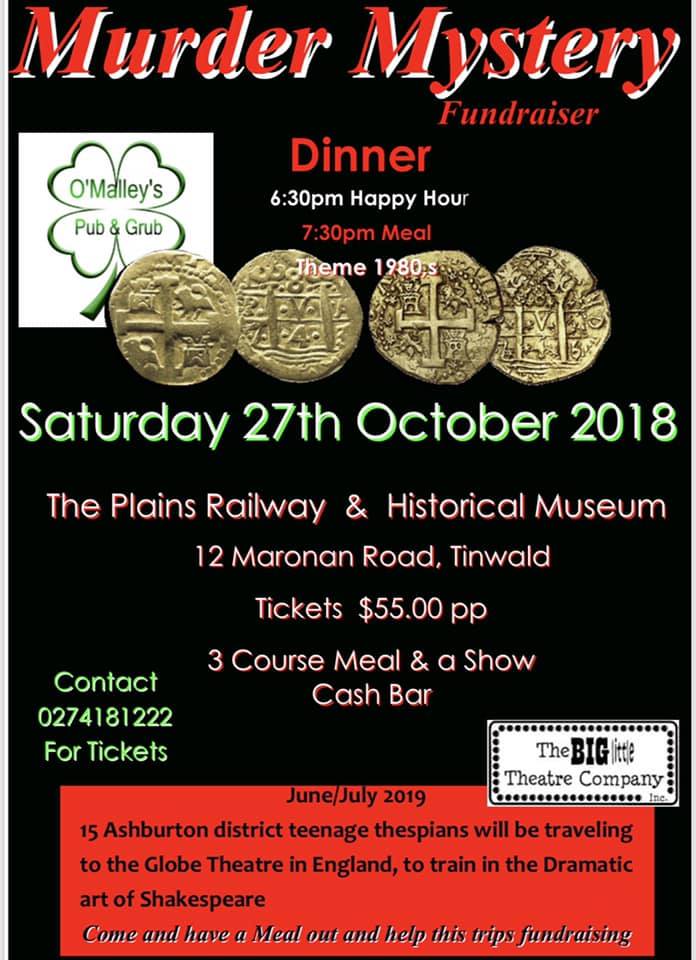 Murder Mystery
Fundraiser
Dinner
O'Malley's
Pub & Grub
6:30pm Happy Hour
7:30pm Meal
Theme 1980,s
Saturday 27th October 2018
The Plains Railway & Historical Museum
12 Maronan Road, Tinwald
Tickets $55.00 pp
3 Course Meal & a Show
Cash Bar
Contact
0274181222
For Tickets
The BIG little
Theatre Company
Inc.
June/July 2019
15 Ashburton district teenage thespians will be traveling
to the Globe Theatre in England, to train in the Dramatic
art of Shakespeare
Come and have a Meal out and help this trips fundraising